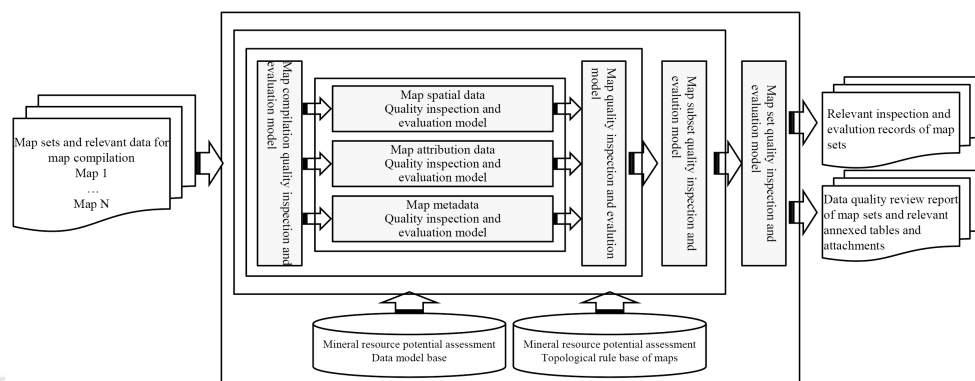 Map sets and relevant data for
map compilation
Map 1
…
Map N
Map compilation quality inspection and
evaluation model
Map spatial data
Quality inspection and
evaluation model
Map attribution data
Quality inspection and
evaluation model
Map metadata
Quality inspection and
evaluation model
Map quality inspection and evalution
model
Map subset quality inspection and
evalution model
Map set quality inspection and
evaluation model
Relevant inspection and
evalution records of map
sets
Data quality review report
of map sets and relevant
annexed tables and
attachments
Mineral resource potential assessment
Data model base
Mineral resource potential assessment
Topological rule base of maps